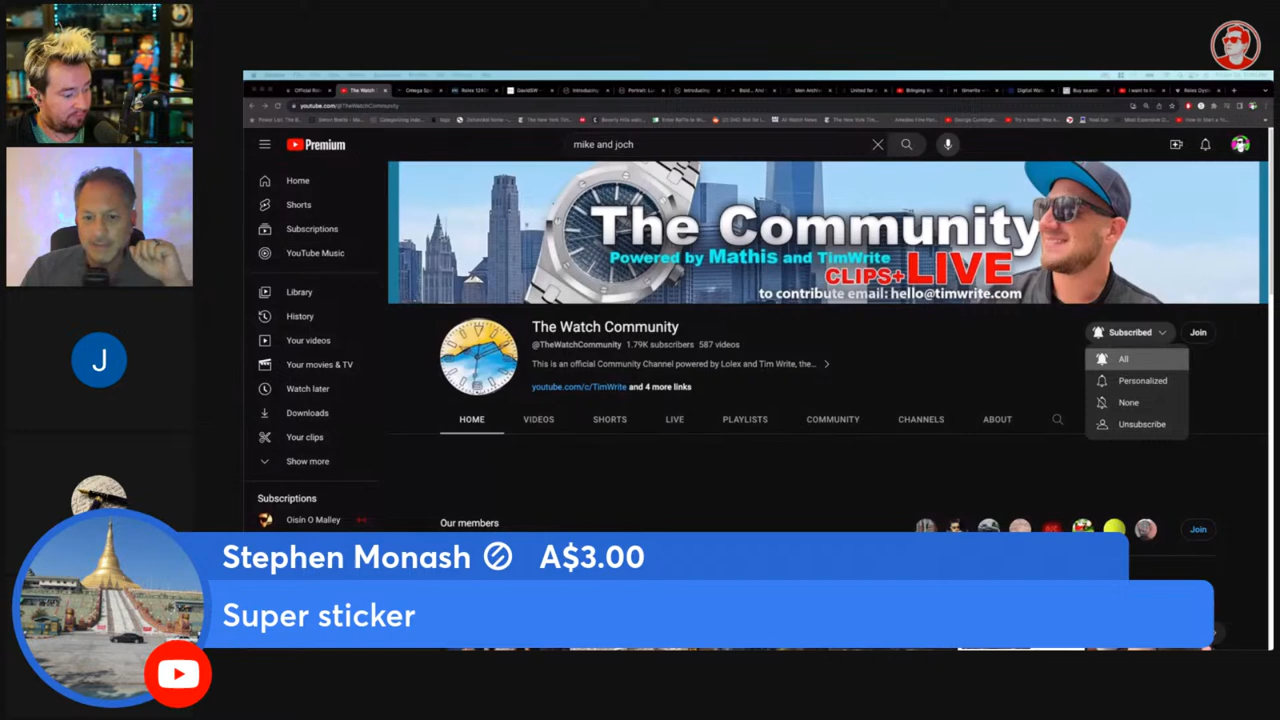 youtube.com/@TheWatchCommunity
Premium
mike and joch
Home
Shorts
Subscriptions
YouTube Music
Library
History
Your videos
Your movies & TV
Watch later
Downloads
Your clips
Show more
Subscriptions
Oisín O Malley
The Community
Powered by Mathis and TimWrite
CLIPS+LIVE
to contribute email: hello@timwrite.com
The Watch Community
@TheWatchCommunity 1.79K subscribers 587 videos
This is an official Community Channel powered by Lolex and Tim Write, the...
youtube.com/c/TimWrite and 4 more links
Subscribed
Join
All
Personalized
None
Unsubscribe
HOME VIDEOS SHORTS LIVE PLAYLISTS COMMUNITY CHANNELS ABOUT
Our members
Join
J
Stephen Monash A$3.00
Super sticker